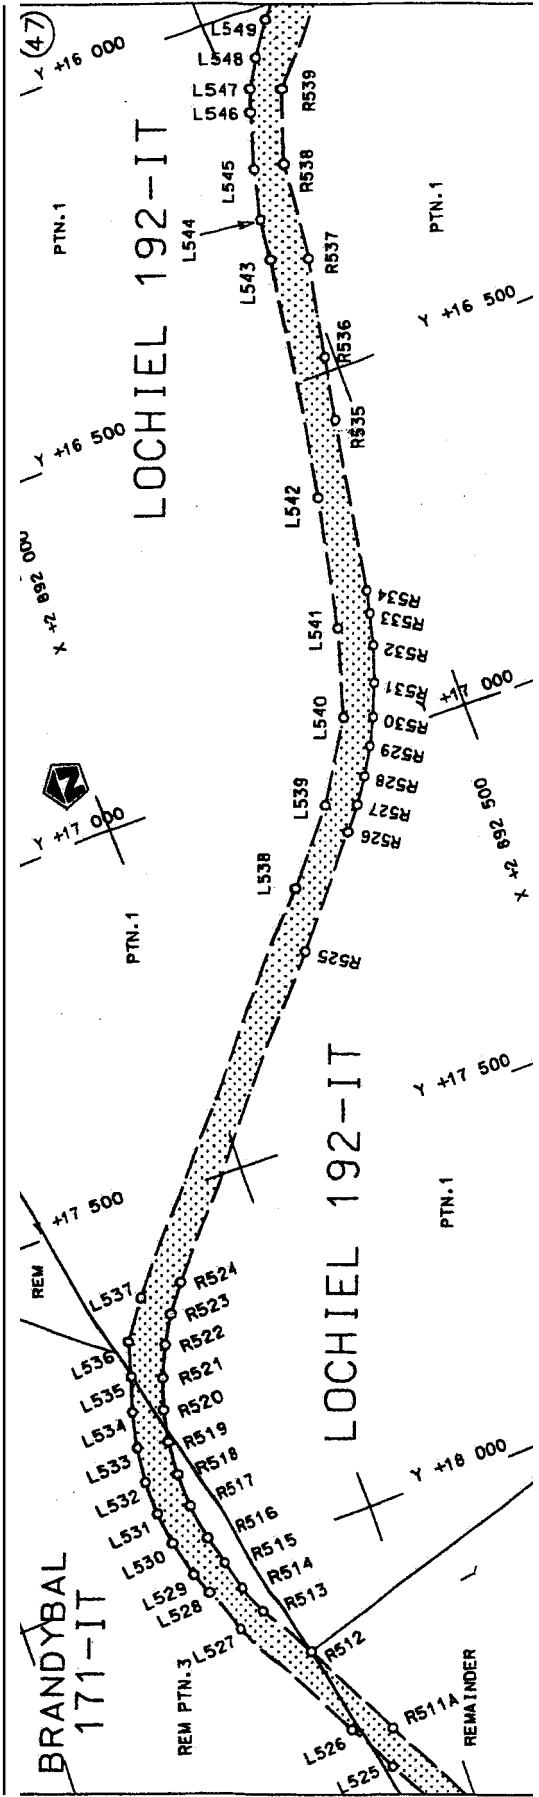 47
Y +16 000
L549
L548
L547
L546
R539
L545
R538
PTN.1
PTN.1
LOCHIEL 192-IT
L544
L543
R537
Y +16 500
R536
R535
Y +16 500
L542
X +2 892 000
R534
R533
L541
R532
R531
Y +17 000
L540
R530
R529
R528
R527
R526
N
Y +17 000
L539
X +2 892 500
L538
PTN.1
R525
Y +17 500
LOCHIEL 192-IT
PTN.1
Y +17 500
REM
L537
R524
R523
R522
L536
R521
L535
R520
L534
R519
L533
R518
R517
L532
R516
L531
R515
L530
R514
L529
R513
L528
Y +18 000
L527
R512
BRANDYBAL
171-IT
REM PTN.3
L526
R511A
REMAINDER
L525